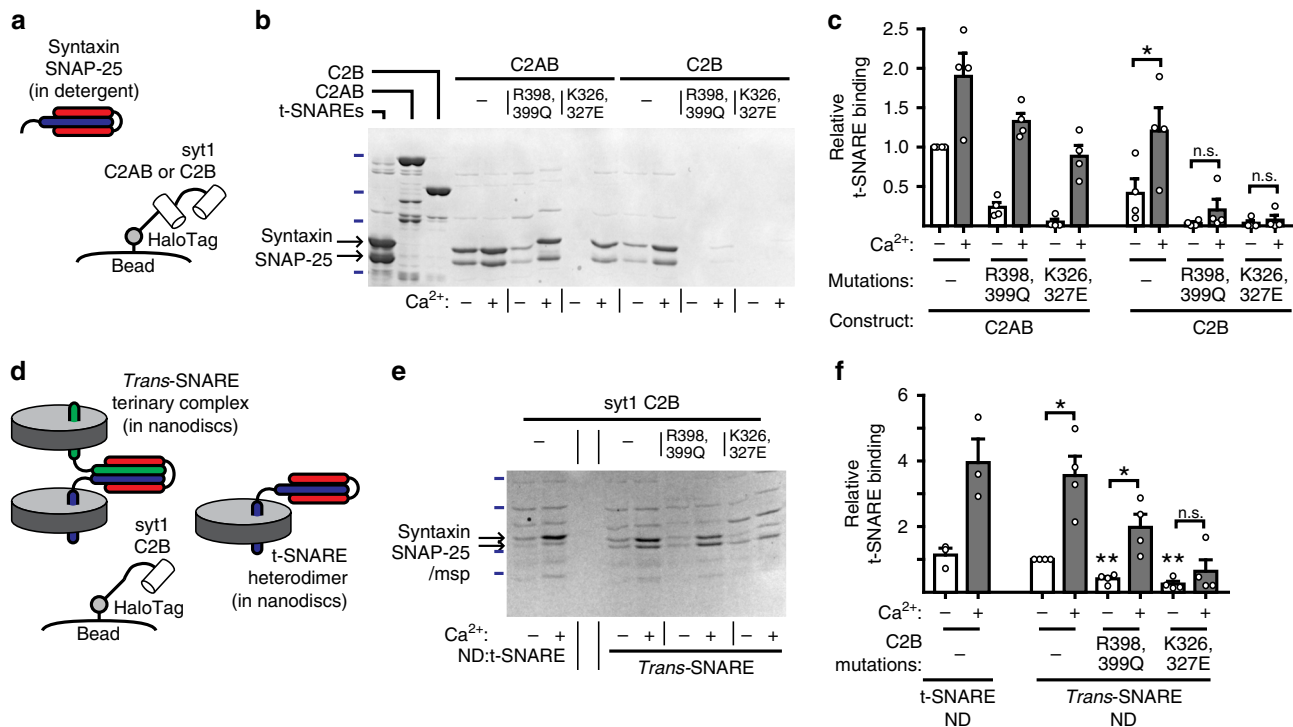 a
Syntaxin
SNAP-25
(in detergent)
syt1
C2AB or C2B
HaloTag
Bead
b
C2B
C2AB
t-SNAREs
C2AB
C2B
– R398, 399Q K326, 327E – R398, 399Q K326, 327E
Syntaxin
SNAP-25
Ca2+: – + – + – + – + – + – +
c
Relative
t-SNARE binding
2.5
2.0
1.5
1.0
0.5
* n.s. n.s.
Ca2+: – + – + – + – + – + – +
Mutations: – R398, 399Q K326, 327E – R398, 399Q K326, 327E
Construct: C2AB C2B
d
Trans-SNARE
ternary complex
(in nanodiscs)
syt1
C2B
HaloTag
Bead
t-SNARE
heterodimer
(in nanodiscs)
e
syt1 C2B
– – R398, 399Q K326, 327E
Syntaxin
SNAP-25
/msp
Ca2+: – + – + – + – +
ND:t-SNARE Trans-SNARE
f
Relative
t-SNARE binding
6
4
2
* * n.s.
** **
Ca2+: – + – + – + – +
C2B
mutations: – – R398, 399Q K326, 327E
t-SNARE
ND
Trans-SNARE
ND